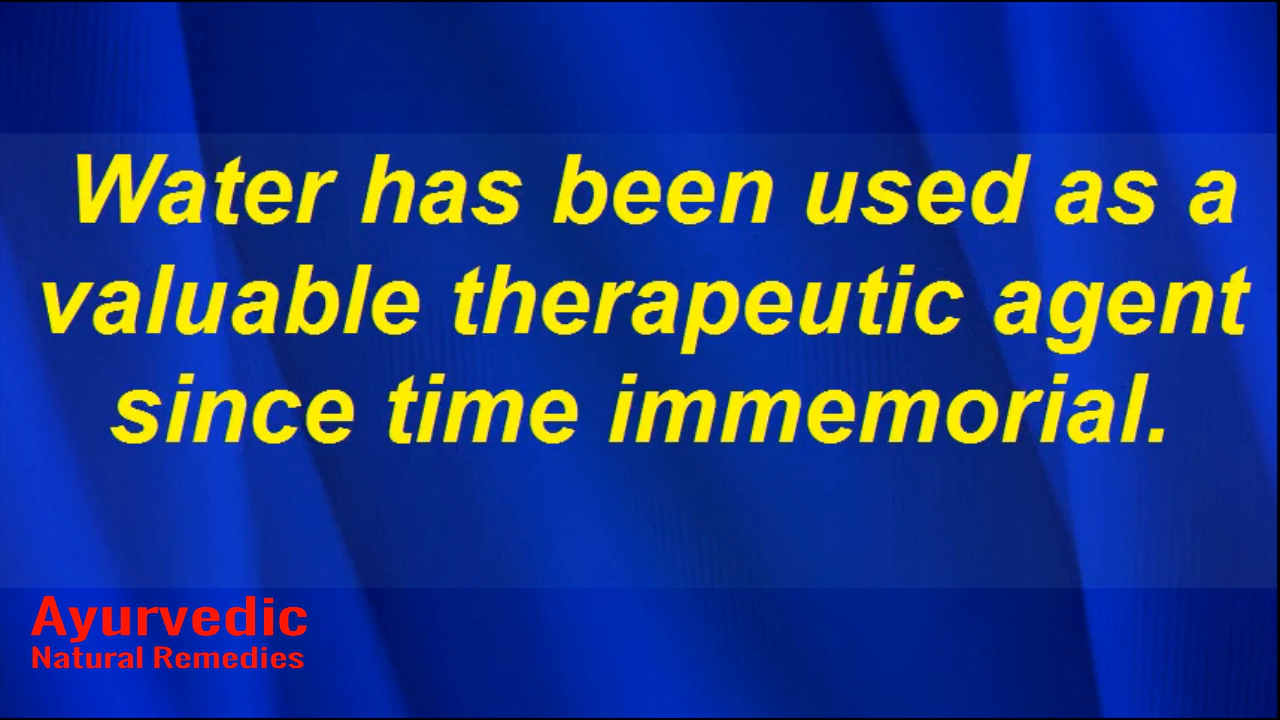 Water has been used as a
valuable therapeutic agent
since time immemorial.
Ayurvedic
Natural Remedies